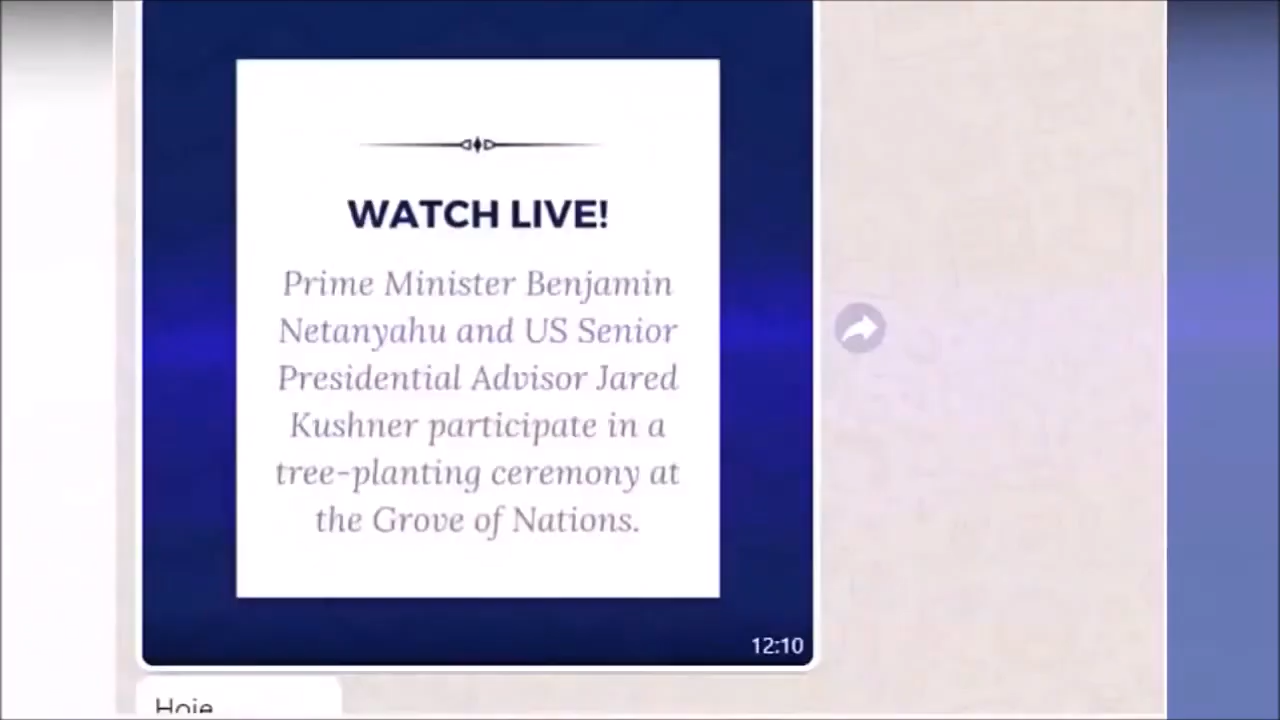 WATCH LIVE!
Prime Minister Benjamin
Netanyahu and US Senior
Presidential Advisor Jared
Kushner participate in a
tree-planting ceremony at
the Grove of Nations.
12:10
Hoje